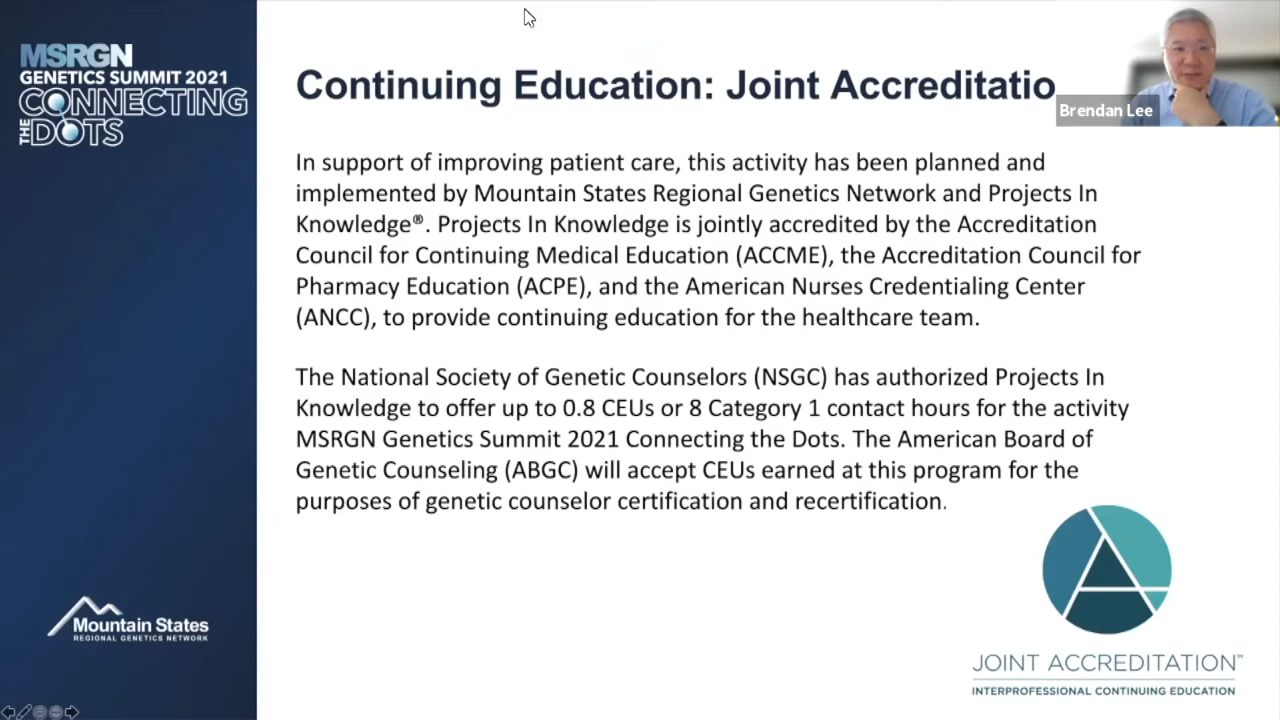 MSRGN
GENETICS SUMMIT 2021
CONNECTING
THE DOTS
Continuing Education: Joint Accreditatio
Brendan Lee
In support of improving patient care, this activity has been planned and
implemented by Mountain States Regional Genetics Network and Projects In
Knowledge®. Projects In Knowledge is jointly accredited by the Accreditation
Council for Continuing Medical Education (ACCME), the Accreditation Council for
Pharmacy Education (ACPE), and the American Nurses Credentialing Center
(ANCC), to provide continuing education for the healthcare team.
The National Society of Genetic Counselors (NSGC) has authorized Projects In
Knowledge to offer up to 0.8 CEUs or 8 Category 1 contact hours for the activity
MSRGN Genetics Summit 2021 Connecting the Dots. The American Board of
Genetic Counseling (ABGC) will accept CEUs earned at this program for the
purposes of genetic counselor certification and recertification.
Mountain States
REGIONAL GENETICS NETWORK
JOINT ACCREDITATION™
INTERPROFESSIONAL CONTINUING EDUCATION